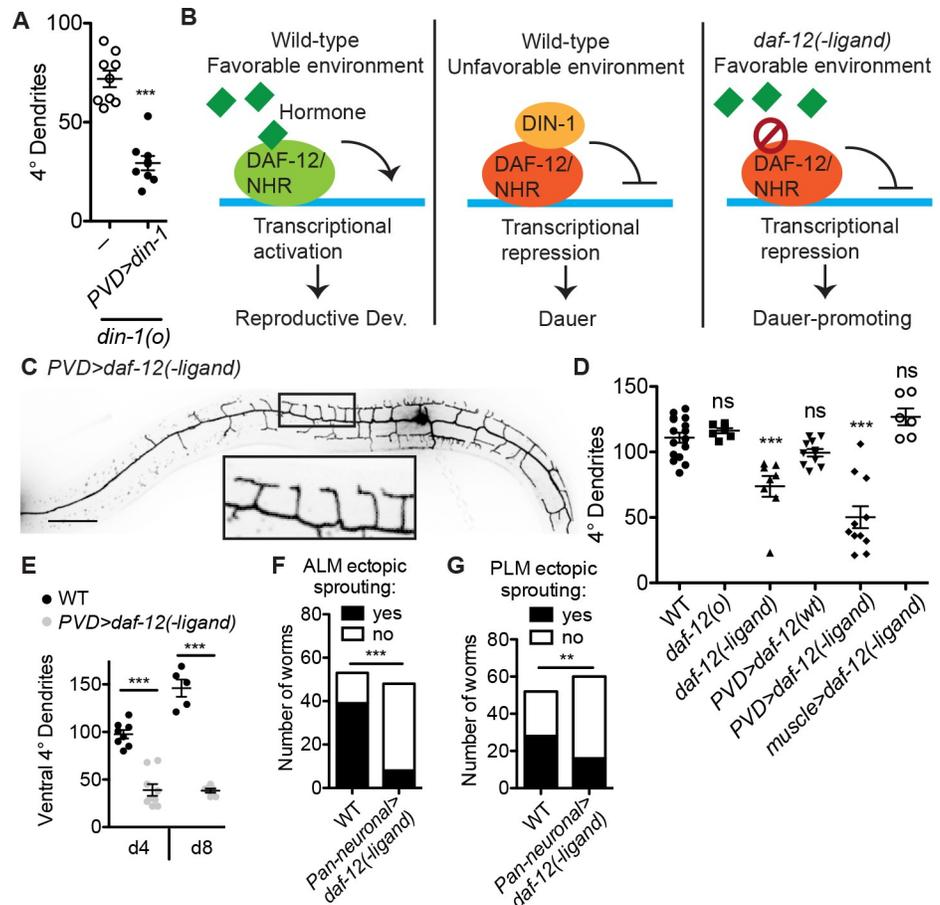 A
100
50
0
4° Dendrites
***
–
PVD>din-1
din-1(o)
B
Wild-type
Favorable environment
Hormone
DAF-12/
NHR
Transcriptional
activation
Reproductive Dev.
Wild-type
Unfavorable environment
DIN-1
DAF-12/
NHR
Transcriptional
repression
Dauer
daf-12(-ligand)
Favorable environment
DAF-12/
NHR
Transcriptional
repression
Dauer-promoting
C PVD>daf-12(-ligand)
D
150
100
50
0
4° Dendrites
ns
***
ns
***
ns
WT
daf-12(o)
daf-12(-ligand)
PVD>daf-12(wt)
PVD>daf-12(-ligand)
muscle>daf-12(-ligand)
E
WT
PVD>daf-12(-ligand)
***
***
150
100
50
0
Ventral 4° Dendrites
d4
d8
F ALM ectopic
sprouting:
yes
no
***
80
60
40
20
0
Number of worms
WT
Pan-neuronal>
daf-12(-ligand)
G PLM ectopic
sprouting:
yes
no
**
80
60
40
20
0
Number of worms
WT
Pan-neuronal>
daf-12(-ligand)